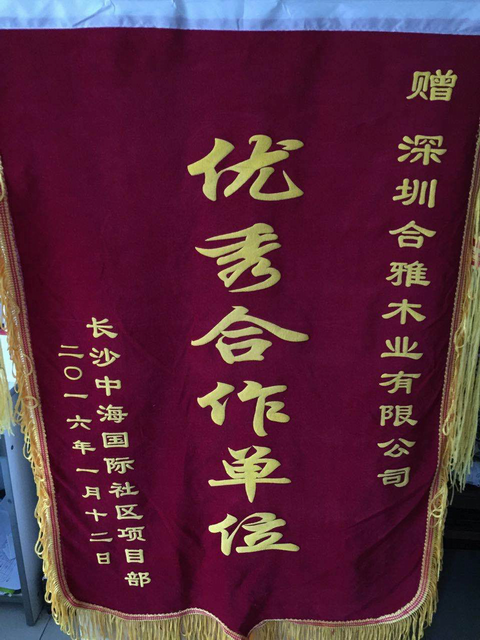 赠 深圳合雅木业有限公司
优秀合作单位
长沙中海国际社区项目部
二〇一六年一月十二日